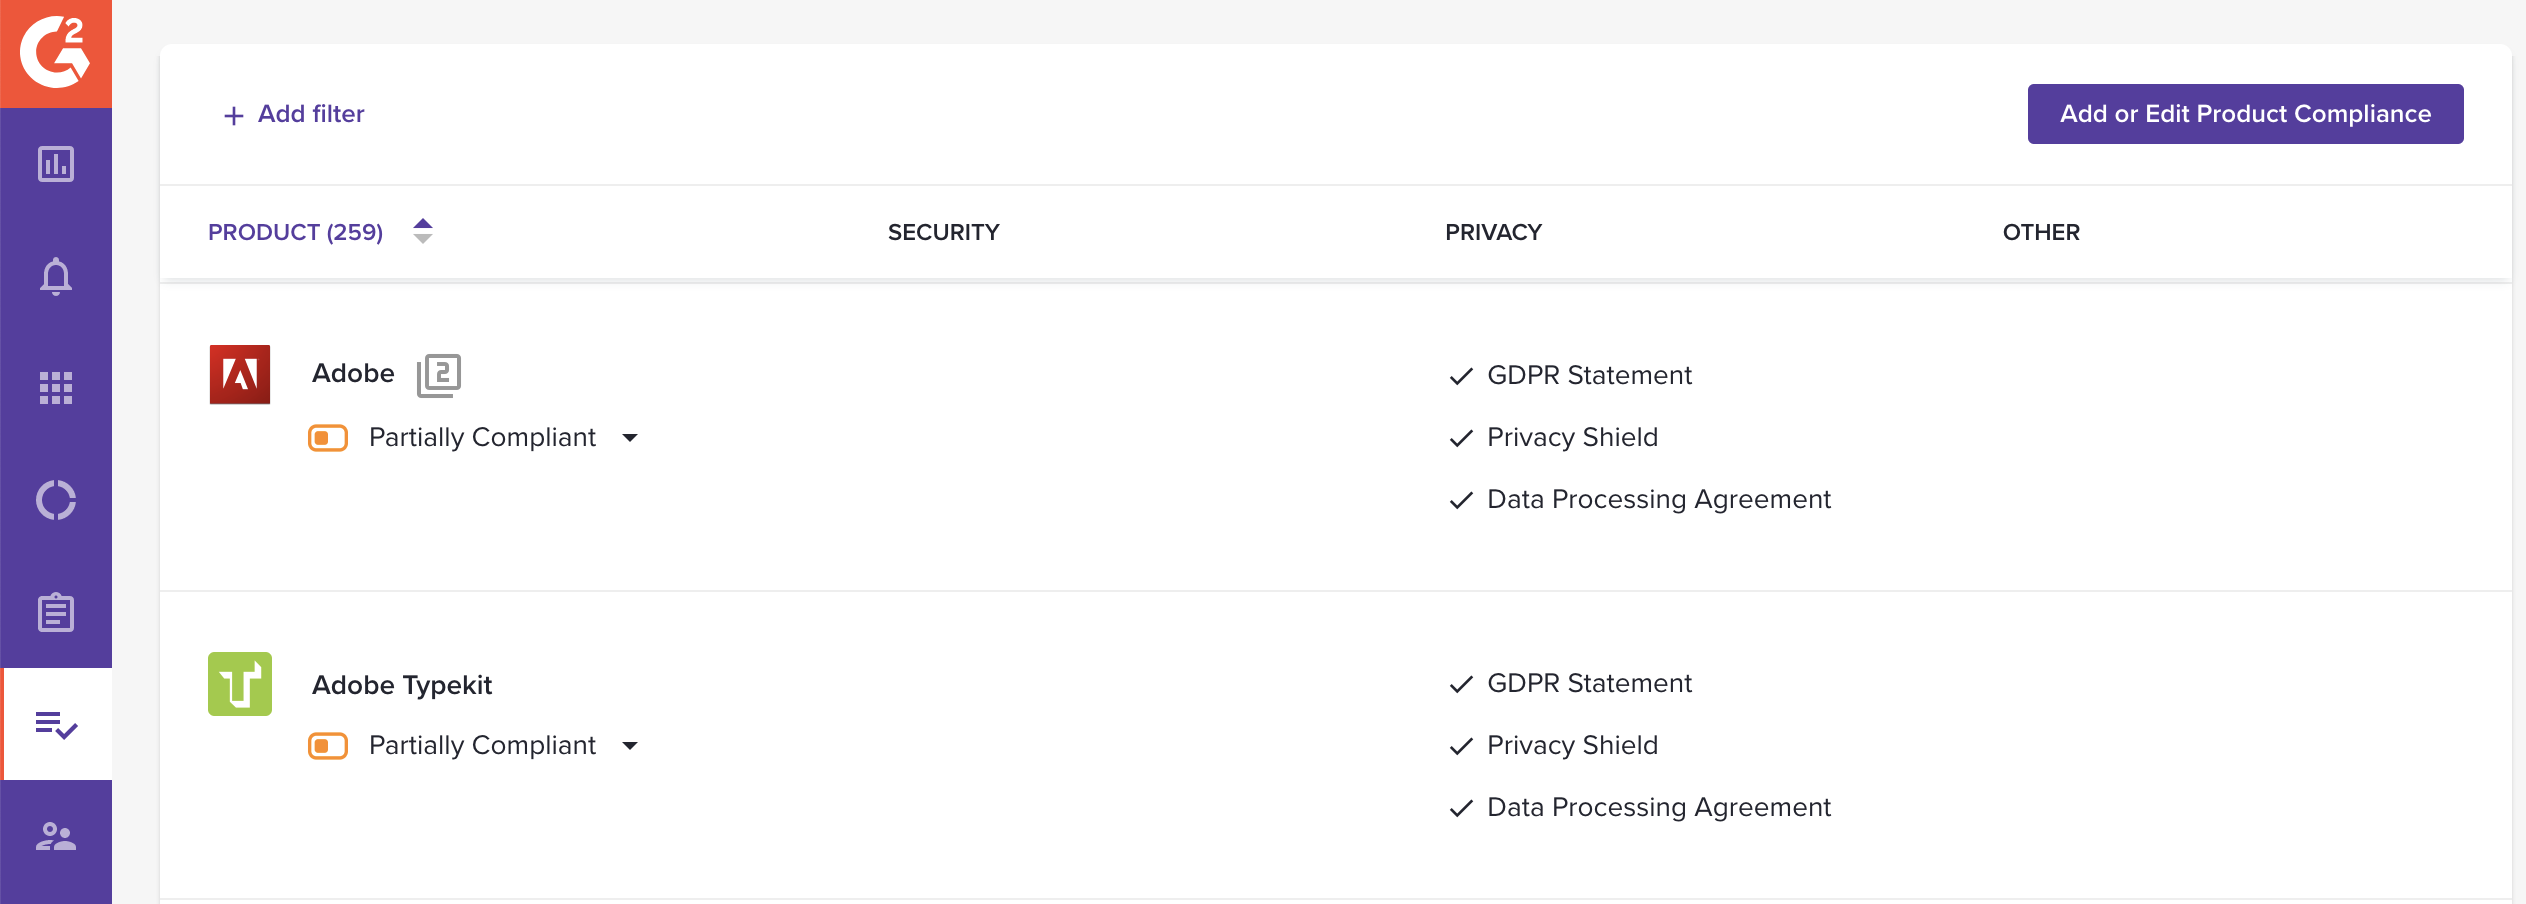 G2
+ Add filter
Add or Edit Product Compliance
PRODUCT (259)
SECURITY
PRIVACY
OTHER
Adobe 2
Partially Compliant
GDPR Statement
Privacy Shield
Data Processing Agreement
Adobe Typekit
Partially Compliant
GDPR Statement
Privacy Shield
Data Processing Agreement